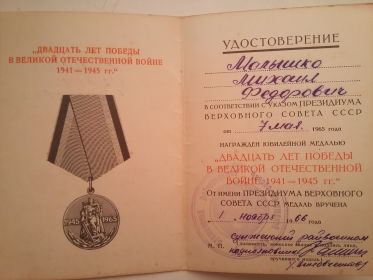 „ДВАДЦАТЬ ЛЕТ ПОБЕДЫ
В ВЕЛИКОЙ ОТЕЧЕСТВЕННОЙ ВОЙНЕ
1941—1945 гг.“
1945 1965
УДОСТОВЕРЕНИЕ
Малышко
Михаил
Федорович
В СООТВЕТСТВИИ С УКАЗОМ ПРЕЗИДИУМА
ВЕРХОВНОГО СОВЕТА СССР
от 7 мая 1965 года
НАГРАЖДЕН ЮБИЛЕЙНОЙ МЕДАЛЬЮ
„ДВАДЦАТЬ ЛЕТ ПОБЕДЫ
В ВЕЛИКОЙ ОТЕЧЕСТВЕННОЙ
ВОЙНЕ 1941—1945 гг.“
От имени ПРЕЗИДИУМА ВЕРХОВНОГО
СОВЕТА СССР МЕДАЛЬ ВРУЧЕНА
1 ноября 1966 года
райвоенком
М. П.